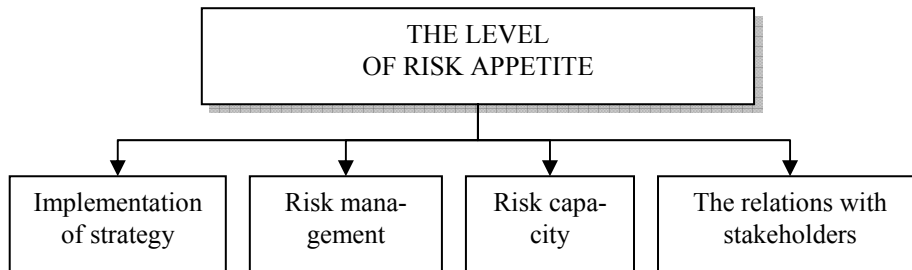 THE LEVEL
OF RISK APPETITE
Implementation
of strategy
Risk mana-
gement
Risk capa-
city
The relations with
stakeholders